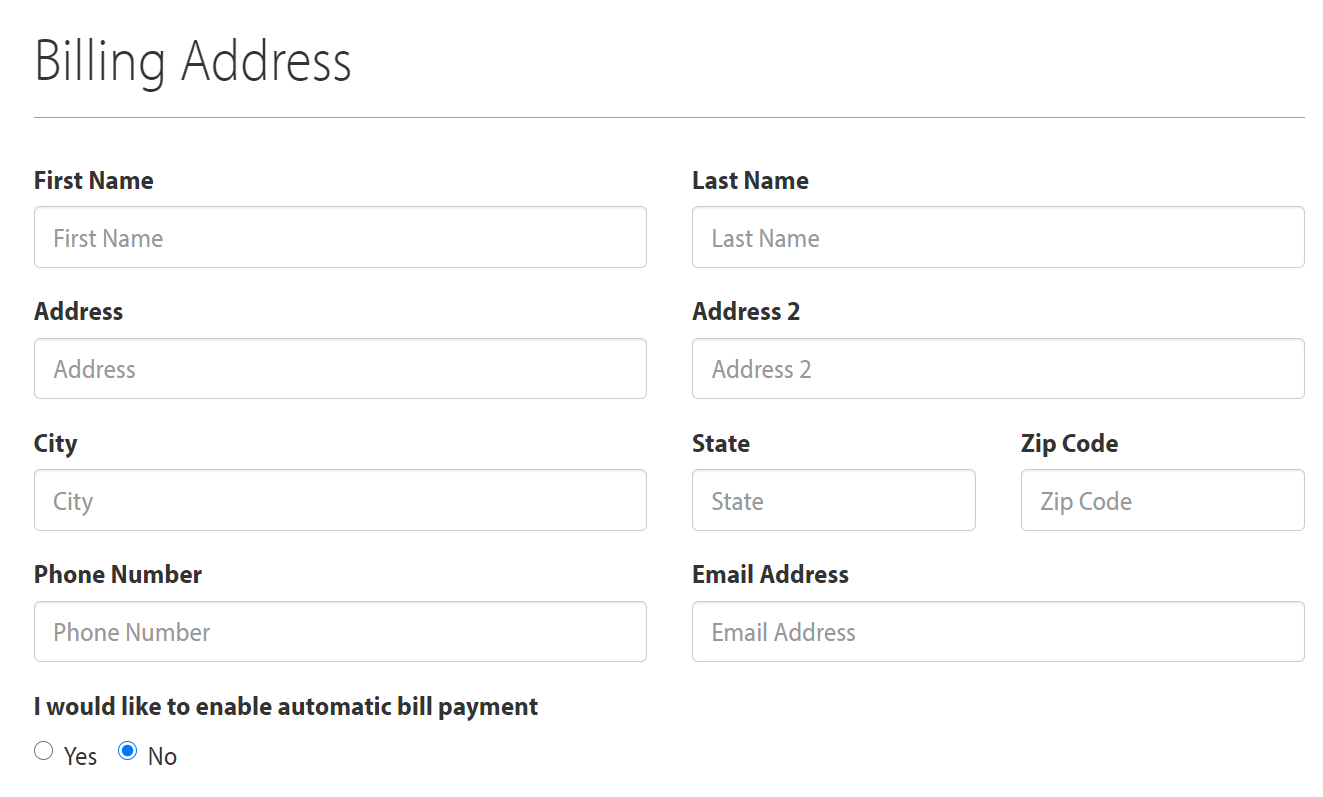 Billing Address
First Name Last Name
First Name Last Name
Address Address 2
Address Address 2
City State Zip Code
City State Zip Code
Phone Number Email Address
Phone Number Email Address
I would like to enable automatic bill payment
Yes No